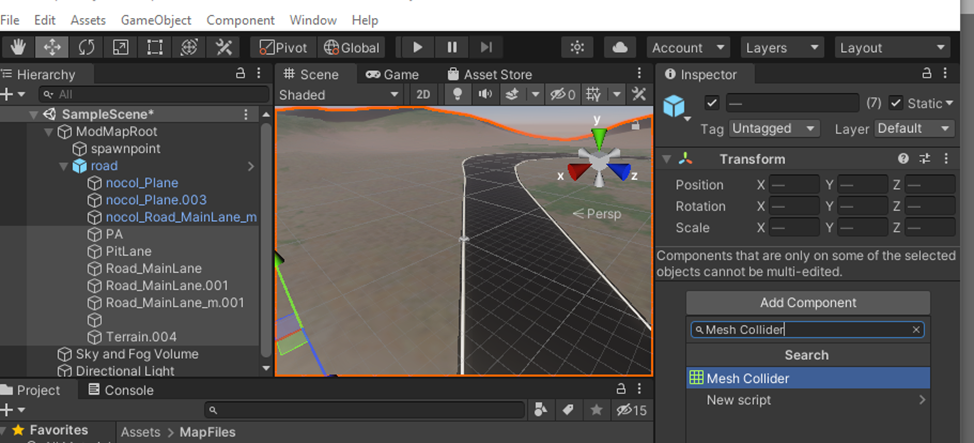 File Edit Assets GameObject Component Window Help
Pivot Global Account Layers Layout
Hierarchy
All
SampleScene*
ModMapRoot
spawnpoint
road
nocol_Plane
nocol_Plane.003
nocol_Road_MainLane_m
PA
PitLane
Road_MainLane
Road_MainLane.001
Road_MainLane_m.001
Terrain.004
Sky and Fog Volume
Directional Light
Scene Game Asset Store
Shaded 2D 0
y
x z
< Persp
Inspector
— (7) Static
Tag Untagged Layer Default
Transform
Position X — Y — Z —
Rotation X — Y — Z —
Scale X — Y — Z —
Components that are only on some of the selected
objects cannot be multi-edited.
Add Component
Mesh Collider
Search
Mesh Collider
New script
Project Console
15
Favorites Assets > MapFiles